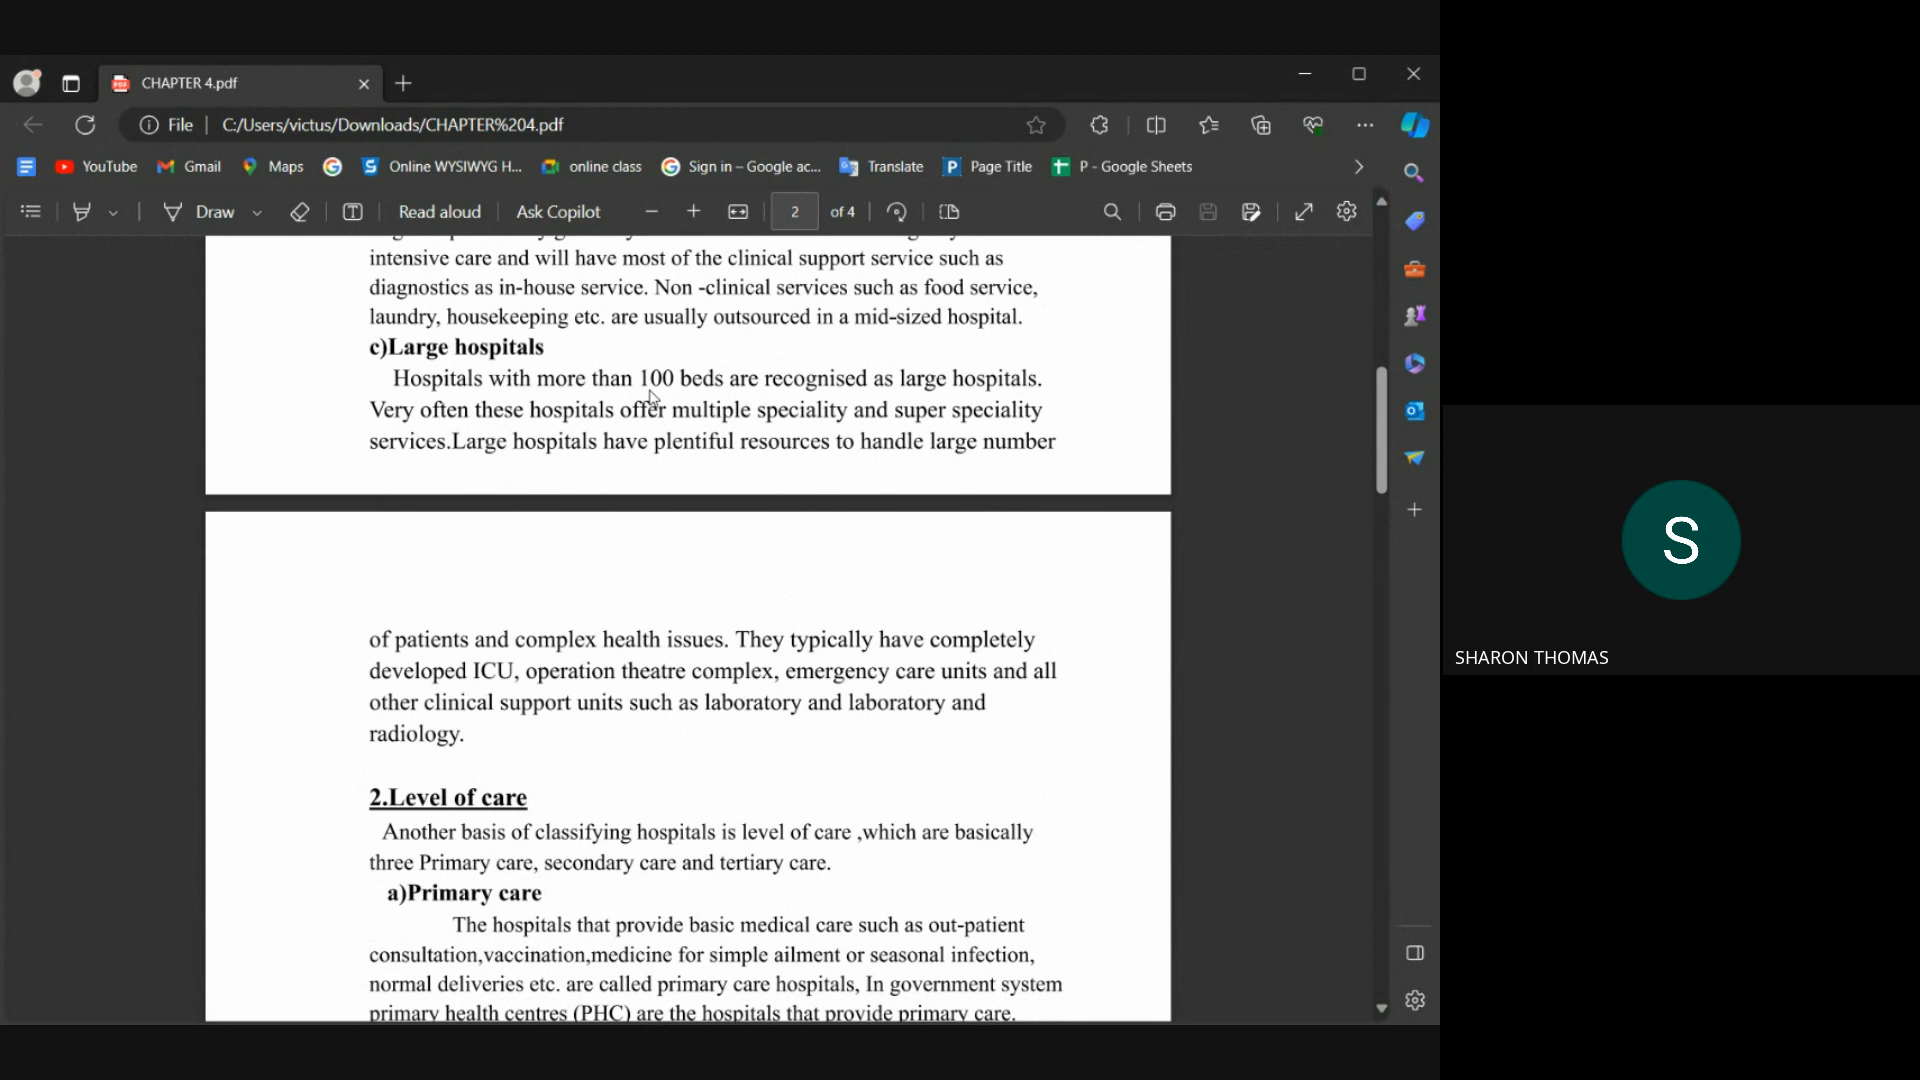 CHAPTER 4.pdf
File C:/Users/victus/Downloads/CHAPTER%204.pdf
YouTube Gmail Maps Online WYSIWYG H... online class Sign in – Google ac... Translate Page Title P - Google Sheets
Draw Read aloud Ask Copilot 2 of 4
intensive care and will have most of the clinical support service such as
diagnostics as in-house service. Non -clinical services such as food service,
laundry, housekeeping etc. are usually outsourced in a mid-sized hospital.
c)Large hospitals
Hospitals with more than 100 beds are recognised as large hospitals.
Very often these hospitals offer multiple speciality and super speciality
services.Large hospitals have plentiful resources to handle large number
of patients and complex health issues. They typically have completely
developed ICU, operation theatre complex, emergency care units and all
other clinical support units such as laboratory and laboratory and
radiology.
2.Level of care
Another basis of classifying hospitals is level of care ,which are basically
three Primary care, secondary care and tertiary care.
a)Primary care
The hospitals that provide basic medical care such as out-patient
consultation,vaccination,medicine for simple ailment or seasonal infection,
normal deliveries etc. are called primary care hospitals, In government system
primary health centres (PHC) are the hospitals that provide primary care.
S
SHARON THOMAS